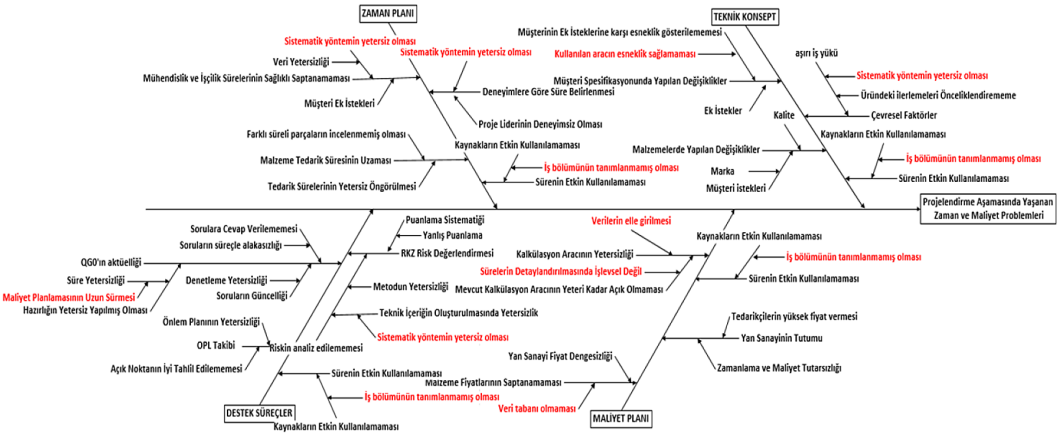 ZAMAN PLANI
Sistematik yöntemin yetersiz olması
Veri Yetersizliği
Mühendislik ve İşçilik Sürelerinin Sağlıklı Saptanamaması
Müşteri Ek İstekleri
Sistematik yöntemin yetersiz olması
Deneyimlere Göre Süre Belirlenmesi
Proje Liderinin Deneyimsiz Olması
Farklı süreli parçaların incelenmemiş olması
Malzeme Tedarik Süresinin Uzaması
Tedarik Sürelerinin Yetersiz Öngörülmesi
Kaynakların Etkin Kullanılamaması
İş bölümünün tanımlanmamış olması
Sürenin Etkin Kullanılamaması
TEKNİK KONSEPT
Müşterinin Ek İsteklerine karşı esneklik gösterilememesi
Kullanılan aracın esneklik sağlamaması
Müşteri Spesifikasyonunda Yapılan Değişiklikler
Ek İstekler
Kalite
Malzemelerde Yapılan Değişiklikler
Marka
Müşteri istekleri
aşırı iş yükü
Sistematik yöntemin yetersiz olması
Üründeki ilerlemeleri Önceliklendirememe
Çevresel Faktörler
Kaynakların Etkin Kullanılamaması
İş bölümünün tanımlanmamış olması
Sürenin Etkin Kullanılamaması
Projelendirme Aşamasında Yaşanan
Zaman ve Maliyet Problemleri
Sorulara Cevap Verilememesi
Soruların süreçle alakasızlığı
QG0'ın aktüelliği
Süre Yetersizliği
Maliyet Planlamasının Uzun Sürmesi
Hazırlığın Yetersiz Yapılmış Olması
Denetleme Yetersizliği
Soruların Güncelliği
Puanlama Sistematiği
Yanlış Puanlama
RKZ Risk Değerlendirmesi
Metodun Yetersizliği
Teknik İçeriğin Oluşturulmasında Yetersizlik
Sistematik yöntemin yetersiz olması
Önlem Planının Yetersizliği
OPL Takibi
Riskin analiz edilememesi
Açık Noktanın İyi Tahlil Edilememesi
Sürenin Etkin Kullanılamaması
İş bölümünün tanımlanmamış olması
Kaynakların Etkin Kullanılamaması
DESTEK SÜREÇLER
Verilerin elle girilmesi
Kalkülasyon Aracının Yetersizliği
Sürelerin Detaylandırılmasında İşlevsel Değil
Mevcut Kalkülasyon Aracının Yeteri Kadar Açık Olmaması
Kaynakların Etkin Kullanılamaması
İş bölümünün tanımlanmamış olması
Sürenin Etkin Kullanılamaması
Tedarikçilerin yüksek fiyat vermesi
Yan Sanayinin Tutumu
Zamanlama ve Maliyet Tutarsızlığı
Yan Sanayi Fiyat Dengesizliği
Malzeme Fiyatlarının Saptanamaması
Veri tabanı olmaması
MALİYET PLANI